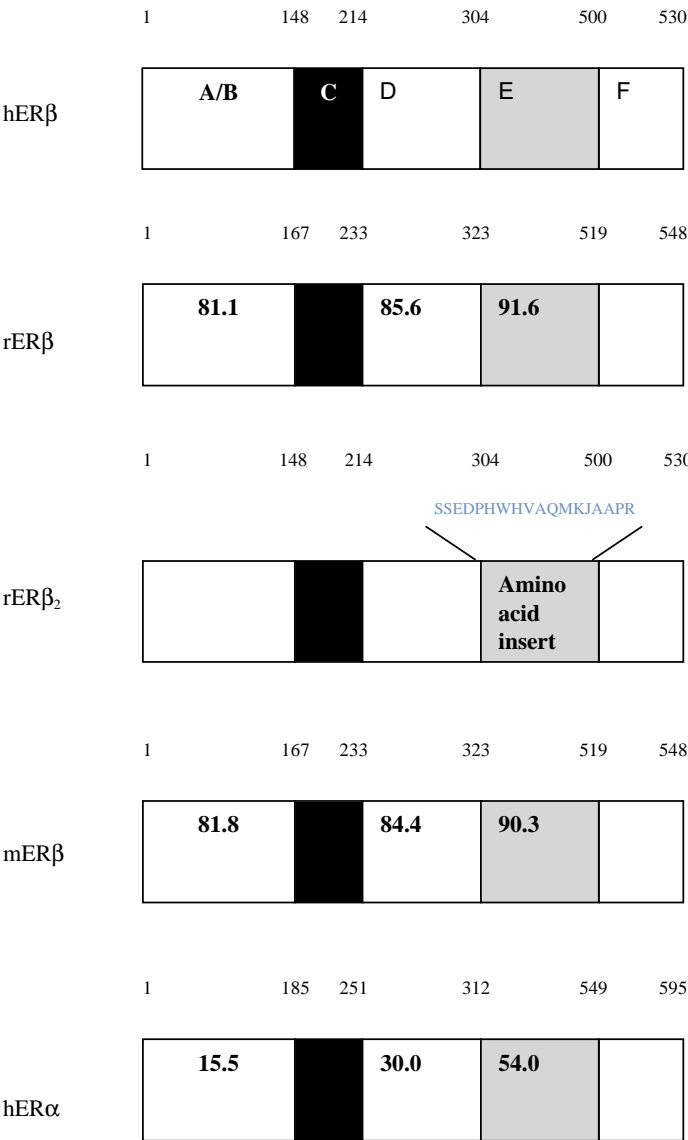 1 148 214 304 500 530
hERβ A/B C D E F
1 167 233 323 519 548
rERβ 81.1 85.6 91.6
1 148 214 304 500 530
SSEDPHWHVAQMKJAAPR
rERβ₂ Amino
acid
insert
1 167 233 323 519 548
mERβ 81.8 84.4 90.3
1 185 251 312 549 595
hERα 15.5 30.0 54.0